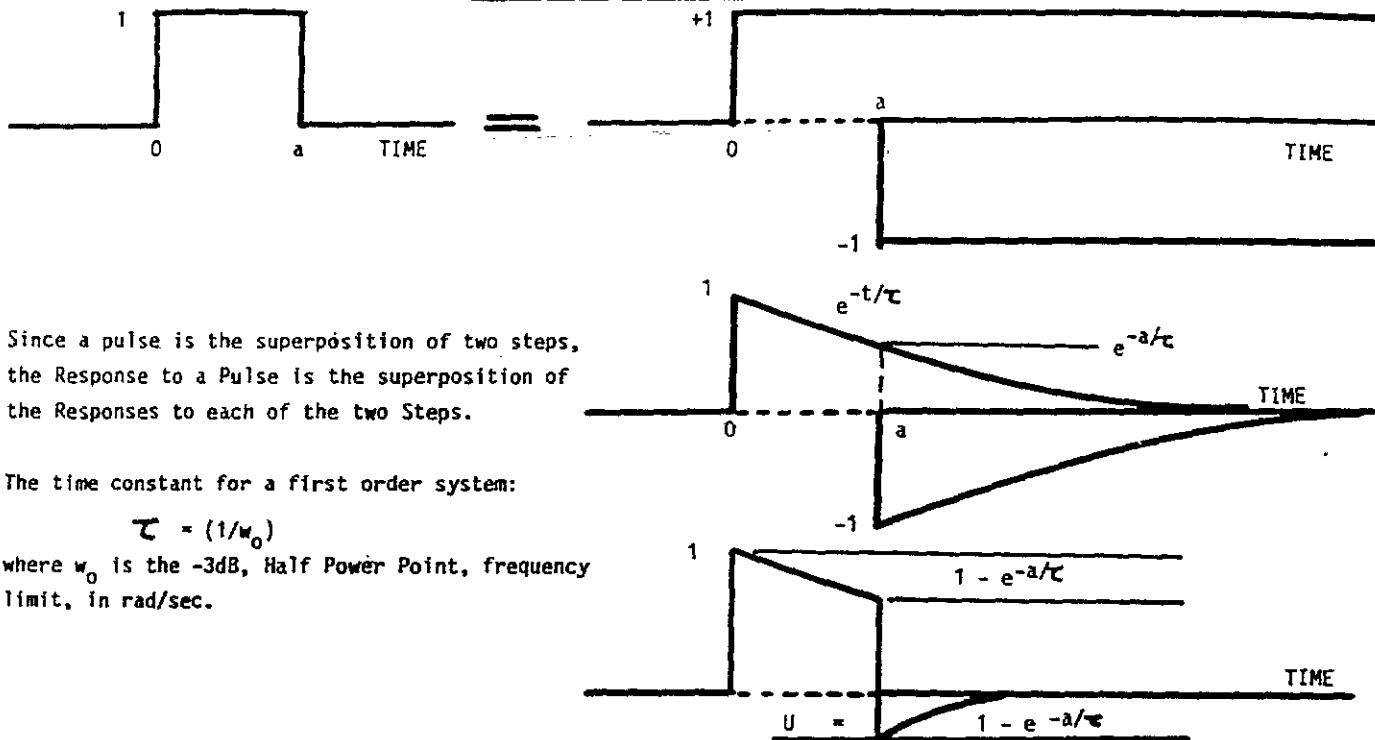 1
0 a TIME
=
+1
a
0
TIME
-1
1
e^-t/τ
e^-a/τ
TIME
0 a
-1
Since a pulse is the superposition of two steps,
the Response to a Pulse is the superposition of
the Responses to each of the two Steps.
The time constant for a first order system:
τ = (1/w₀)
where w₀ is the -3dB, Half Power Point, frequency
limit, in rad/sec.
1
1 - e^-a/τ
TIME
0 a
U = 1 - e^-a/τ